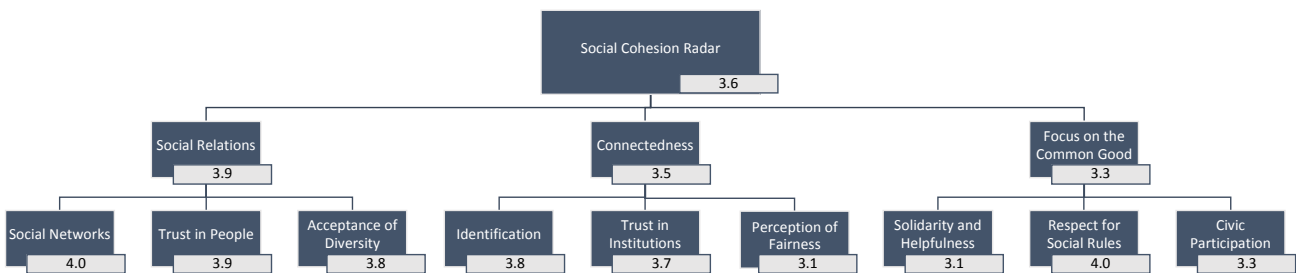 Social Cohesion Radar
3.6
Social Relations
3.9
Connectedness
3.5
Focus on the
Common Good
3.3
Social Networks
4.0
Trust in People
3.9
Acceptance of
Diversity
3.8
Identification
3.8
Trust in
Institutions
3.7
Perception of
Fairness
3.1
Solidarity and
Helpfulness
3.1
Respect for
Social Rules
4.0
Civic
Participation
3.3